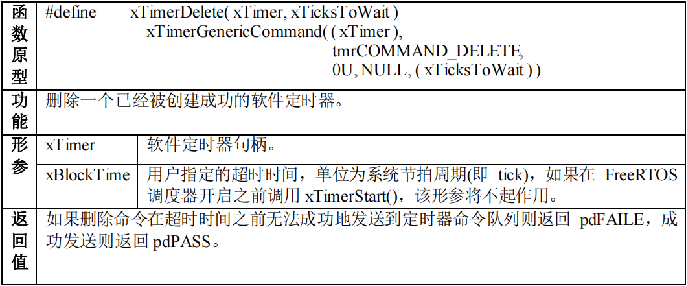 函数原型
#define xTimerDelete( xTimer, xTicksToWait )
xTimerGenericCommand( ( xTimer ),
tmrCOMMAND_DELETE,
0U, NULL, ( xTicksToWait ) )
功能
删除一个已经被创建成功的软件定时器。
形参
xTimer 软件定时器句柄。
xBlockTime 用户指定的超时时间，单位为系统节拍周期(即 tick)，如果在 FreeRTOS
调度器开启之前调用 xTimerStart()，该形参将不起作用。
返回值
如果删除命令在超时时间之前无法成功地发送到定时器命令队列则返回 pdFAILE，成
功发送则返回 pdPASS。